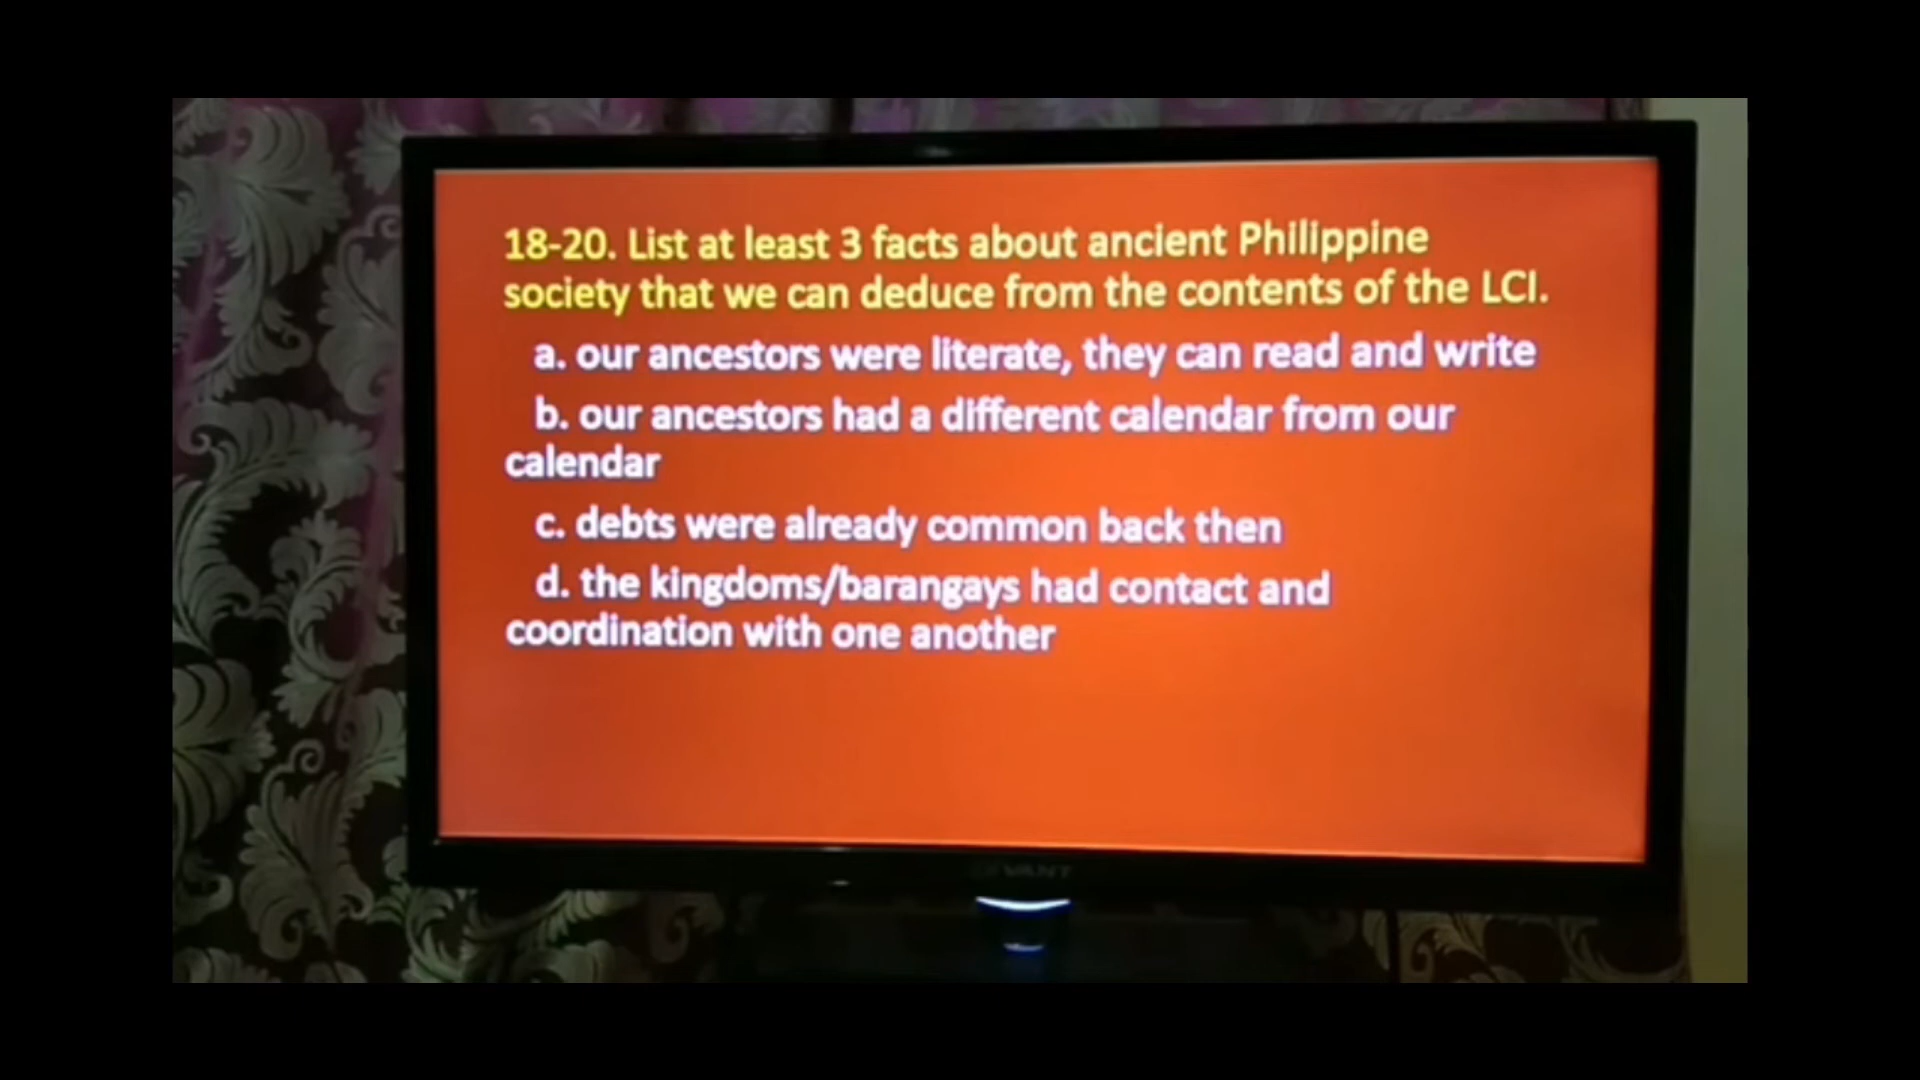 18-20. List at least 3 facts about ancient Philippine
society that we can deduce from the contents of the LCI.
a. our ancestors were literate, they can read and write
b. our ancestors had a different calendar from our
calendar
c. debts were already common back then
d. the kingdoms/barangays had contact and
coordination with one another